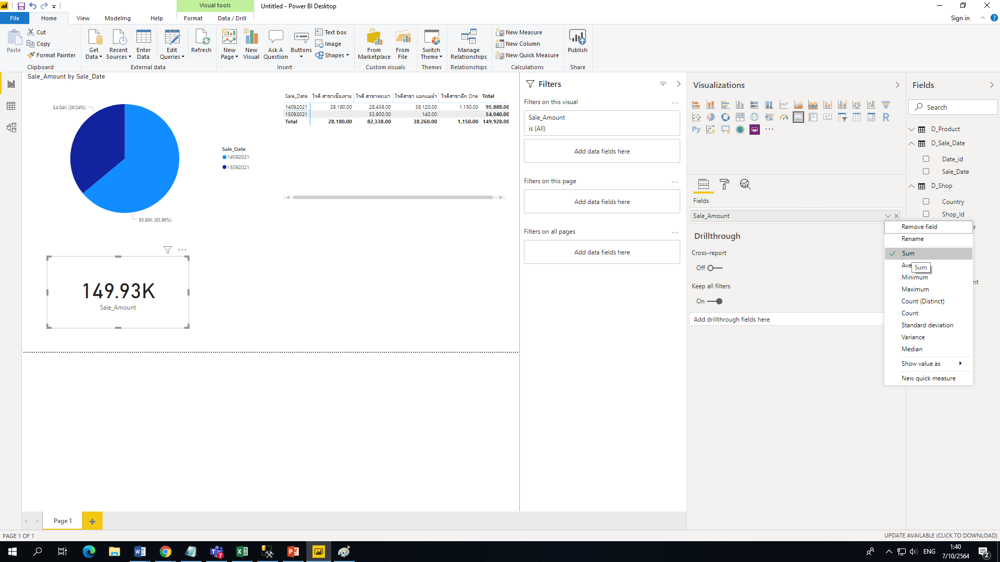 Visual tools
Untitled - Power BI Desktop
File
Home
View
Modeling
Help
Format
Data / Drill
Sign in
Paste
Cut
Copy
Format Painter
Clipboard
Get Data
Recent Sources
Enter Data
Edit Queries
Refresh
External data
New Page
New Visual
Ask A Question
Buttons
Text box
Image
Shapes
Insert
From Marketplace
From File
Custom visuals
Switch Theme
Themes
Manage Relationships
Relationships
New Measure
New Column
New Quick Measure
Calculations
Publish
Share
Sale_Amount by Sale_Date
54.04K (36.04%)
95.89K (63.96%)
Sale_Date
14092021
15092021
Sale_Date ใจดี สาขาเชียงราย ใจดี สาขาพะเยา ใจดีสาขา แยกแม่ต๋ำ ใจดีสาขาตึก One Total
14092021 28,180.00 28,438.00 38,120.00 1,150.00 95,888.00
15092021 53,900.00 140.00 54,040.00
Total 28,180.00 82,338.00 38,260.00 1,150.00 149,928.00
149.93K
Sale_Amount
Filters
Filters on this visual
Sale_Amount
is (All)
Add data fields here
Filters on this page
Add data fields here
Filters on all pages
Add data fields here
Visualizations
Py
R
Fields
Sale_Amount
Drillthrough
Cross-report
Off
Keep all filters
On
Add drillthrough fields here
Fields
Search
D_Product
D_Sale_Date
Date_id
Sale_Date
D_Shop
Country
Shop_Id
Remove field
Rename
Sum
Ave
Sum
Minimum
Maximum
Count (Distinct)
Count
Standard deviation
Variance
Median
Show value as
New quick measure
Page 1
PAGE 1 OF 1
UPDATE AVAILABLE (CLICK TO DOWNLOAD)
7
ENG
1:40
7/10/2564
2